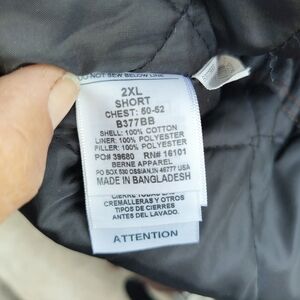 DO NOT SEW BELOW LINE
2XL
SHORT
CHEST: 50-52
B377BB
SHELL: 100% COTTON
LINER: 100% POLYESTER
FILLER: 100% POLYESTER
PO# 39680 RN# 16101
BERNE APPAREL
PO BOX 530 OSSIAN, IN 46777 USA
MADE IN BANGLADESH
CIERRE TODAS LAS
CREMALLERAS Y OTROS
TIPOS DE CIERRES
ANTES DEL LAVADO.
ATTENTION